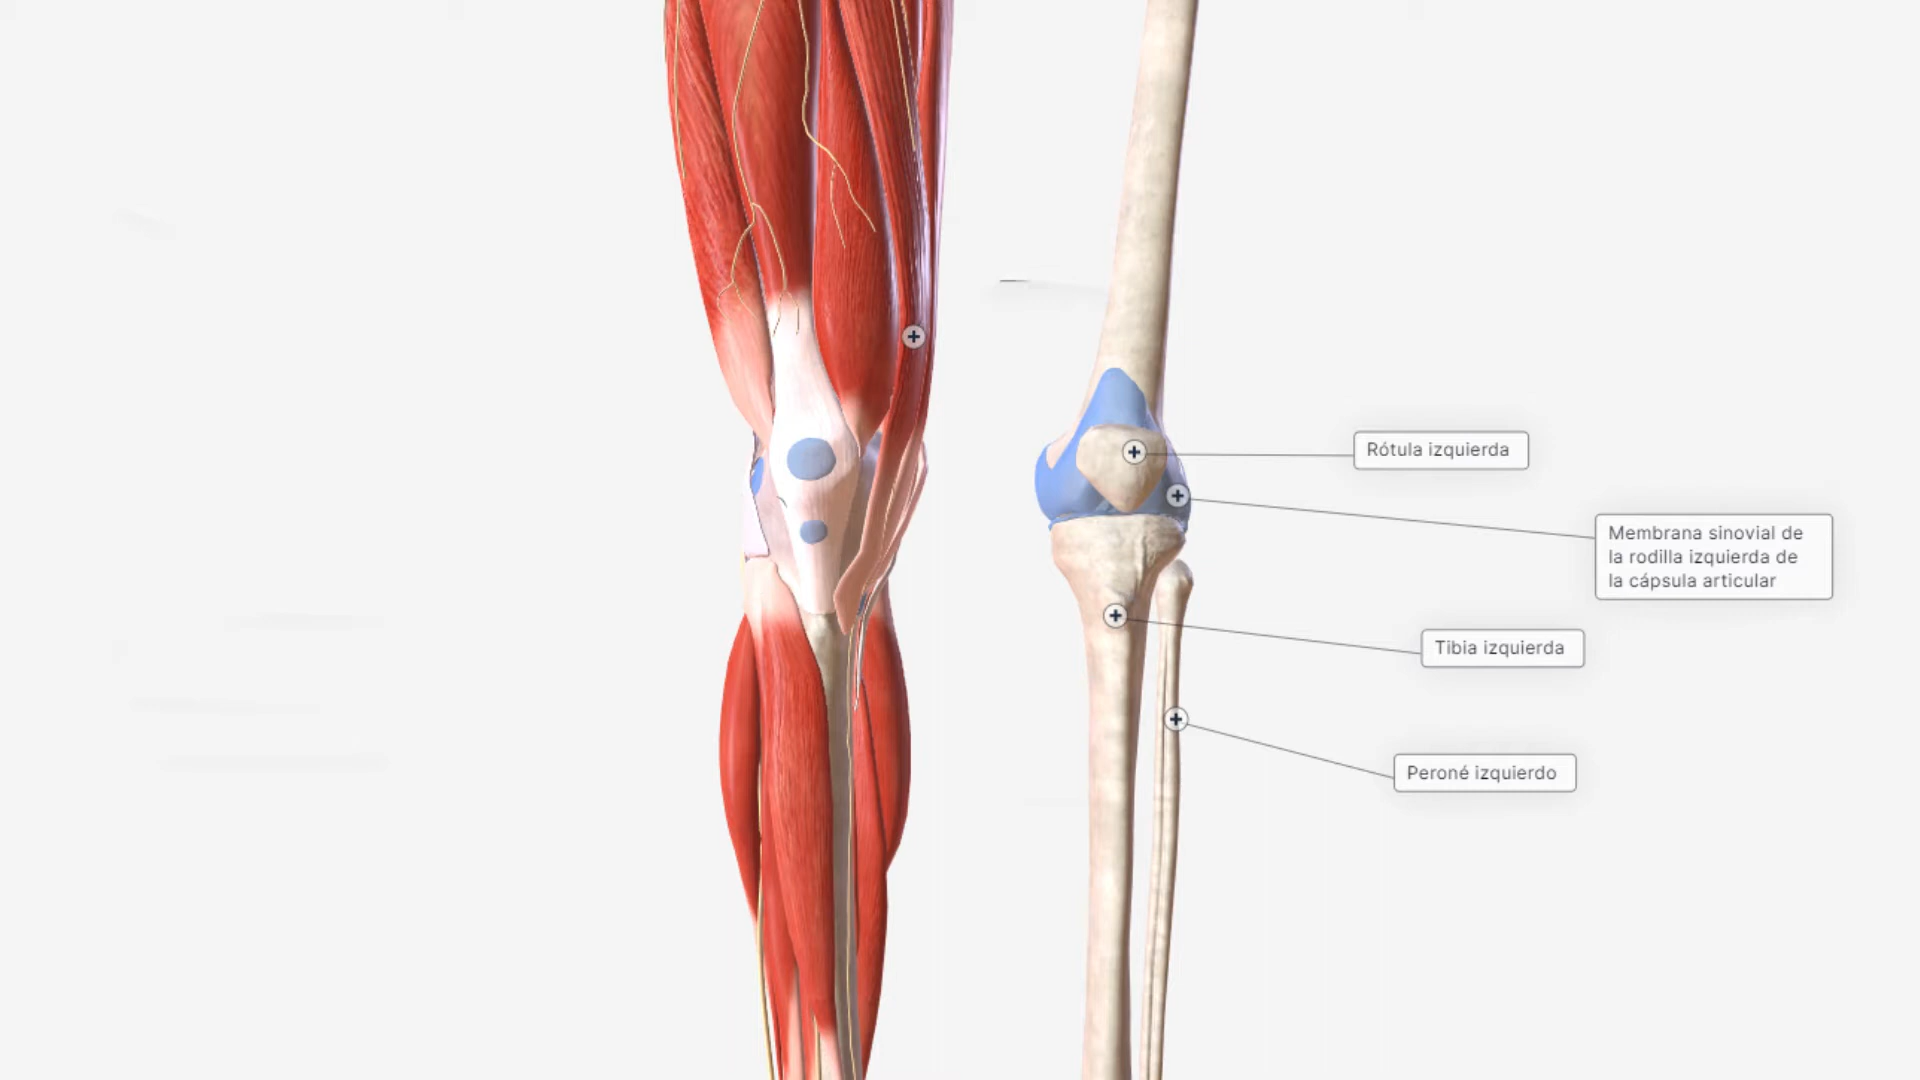 Rótula izquierda
Membrana sinovial de
la rodilla izquierda de
la cápsula articular
Tibia izquierda
Peroné izquierdo